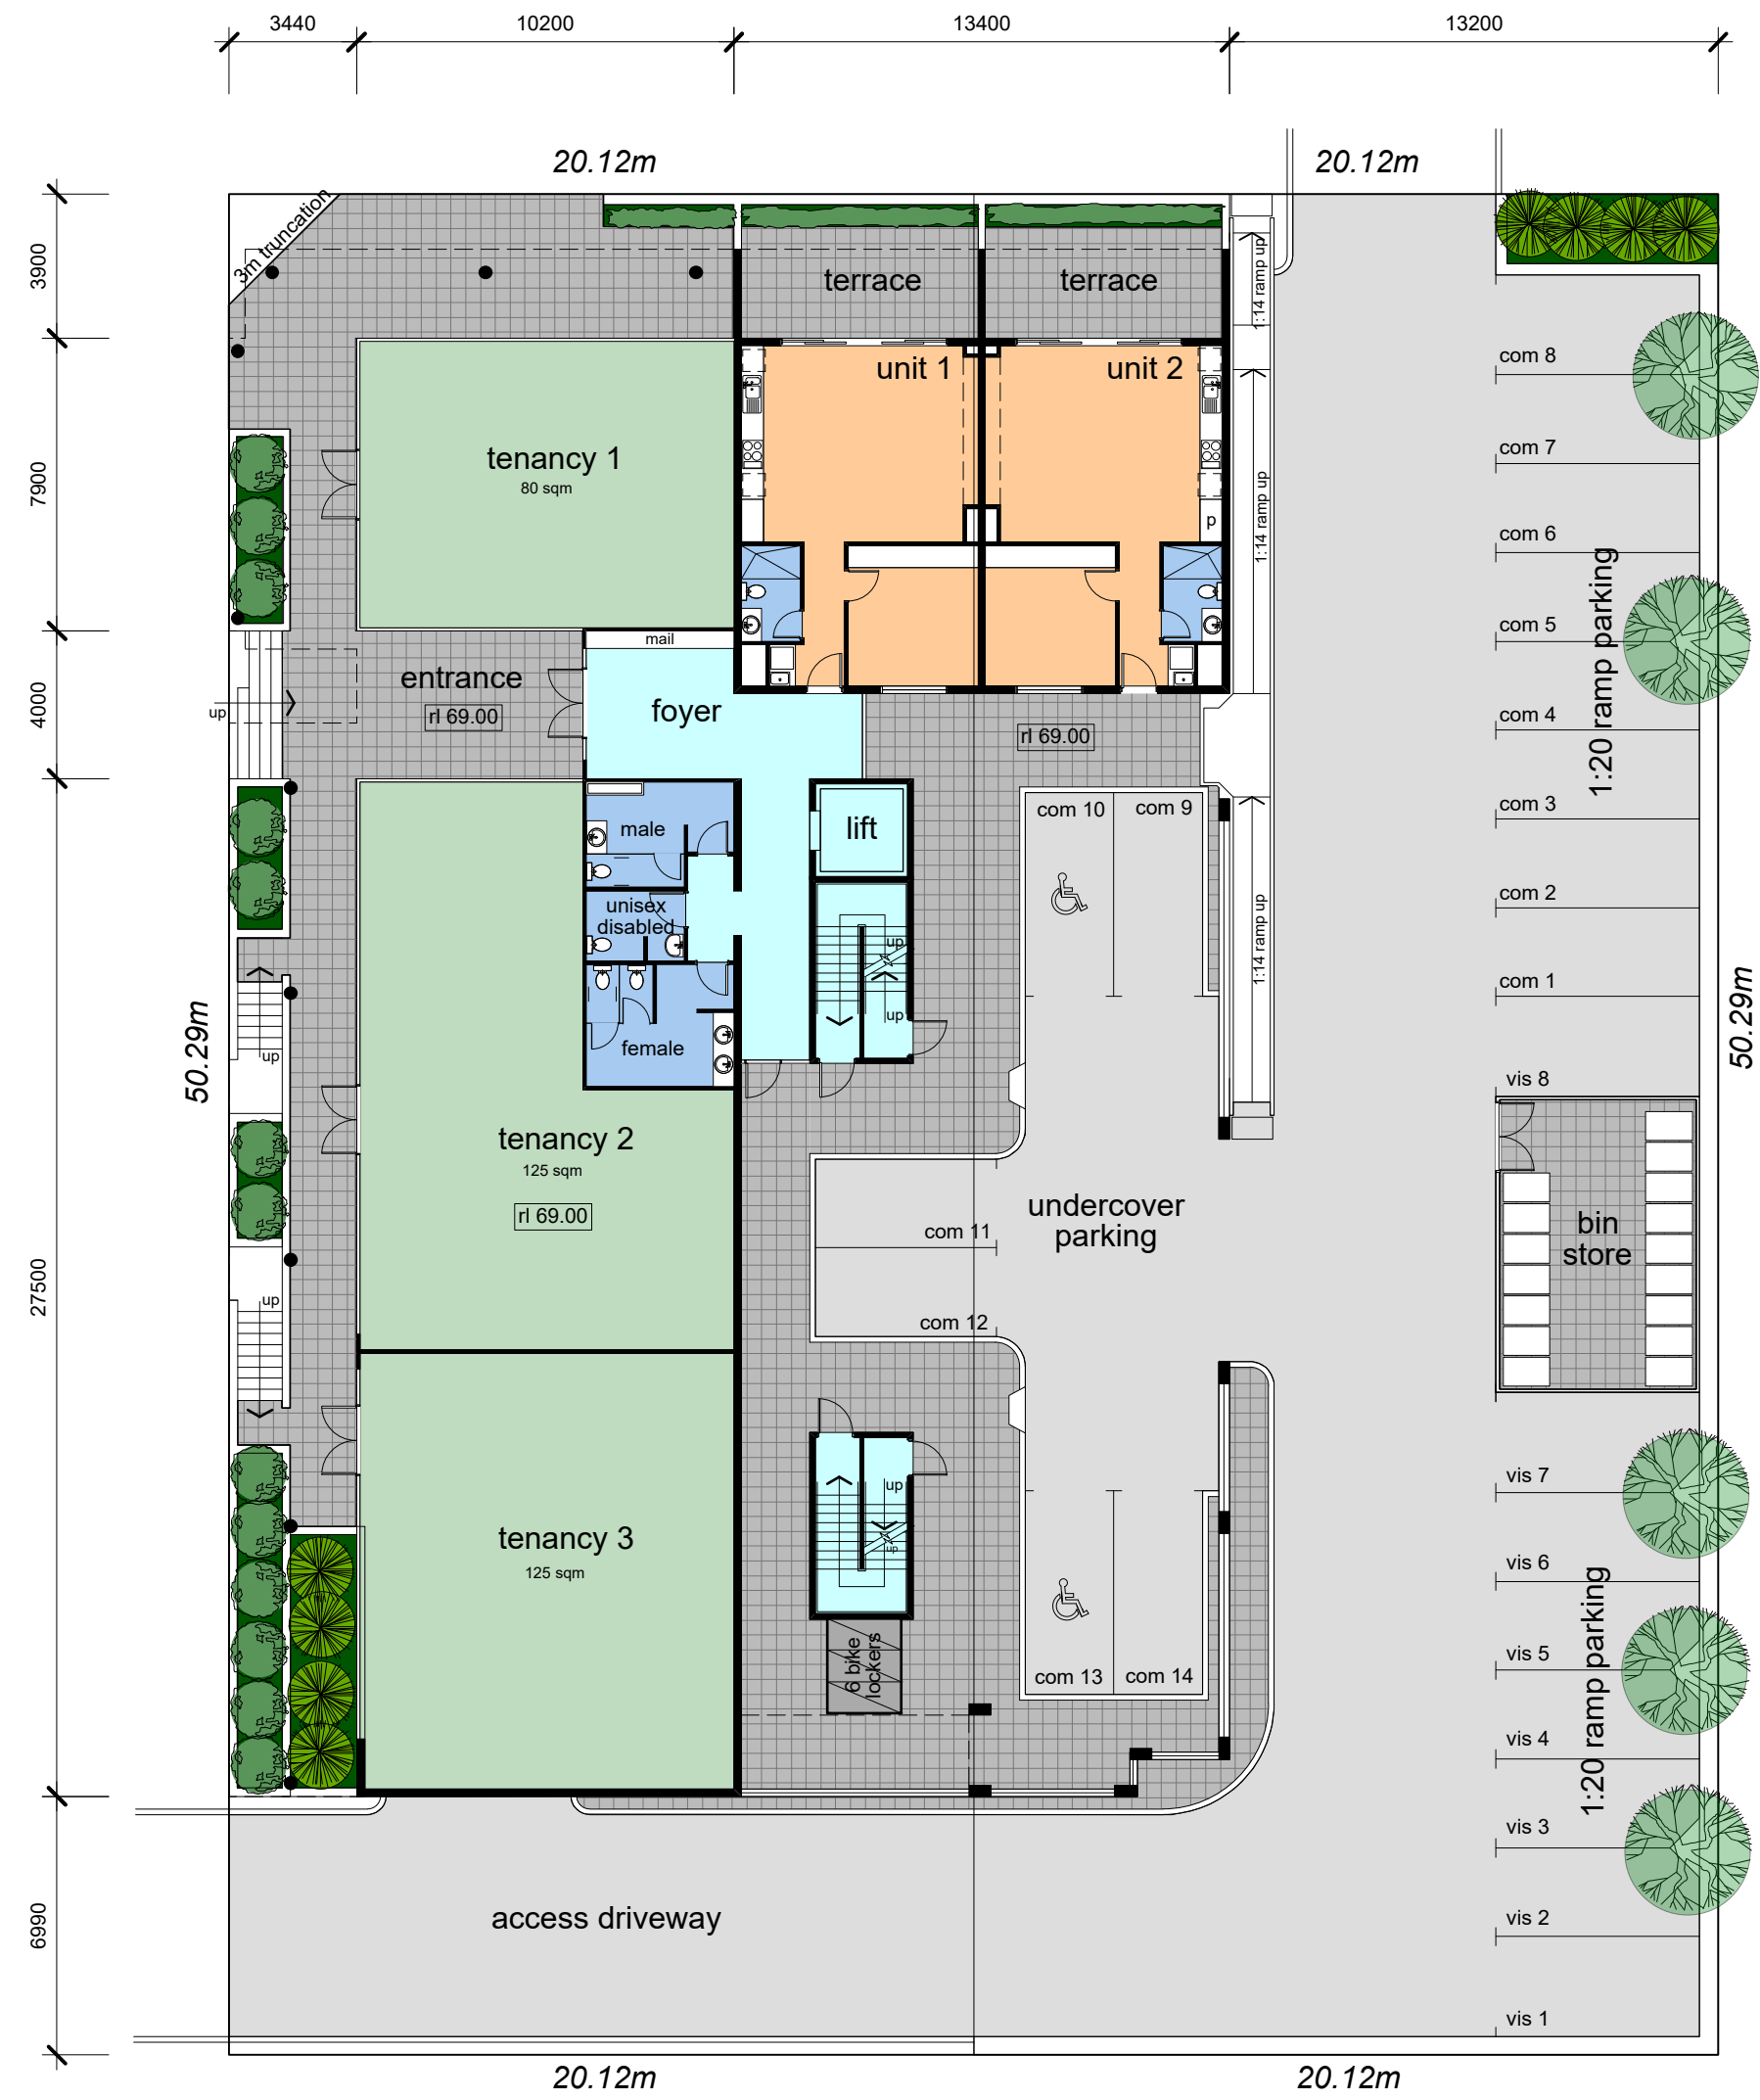 3440
10200
13400
13200
20.12m
20.12m
3m truncation
3900
terrace
terrace
1:14 ramp up
unit 1
unit 2
com 8
tenancy 1
80 sqm
7900
com 7
1:14 ramp up
p
com 6
com 5
1:20 ramp parking
mail
entrance
rl 69.00
foyer
up
4000
rl 69.00
com 4
com 10
com 9
com 3
male
lift
unisex
disabled
up
up
1:14 ramp up
com 2
com 1
50.29m
50.29m
up
female
vis 8
tenancy 2
125 sqm
rl 69.00
undercover
parking
com 11
com 12
bin
store
27500
up
vis 7
up
up
tenancy 3
125 sqm
vis 6
vis 5
1:20 ramp parking
6 bike
lockers
com 13
com 14
vis 4
vis 3
access driveway
6990
vis 2
vis 1
20.12m
20.12m